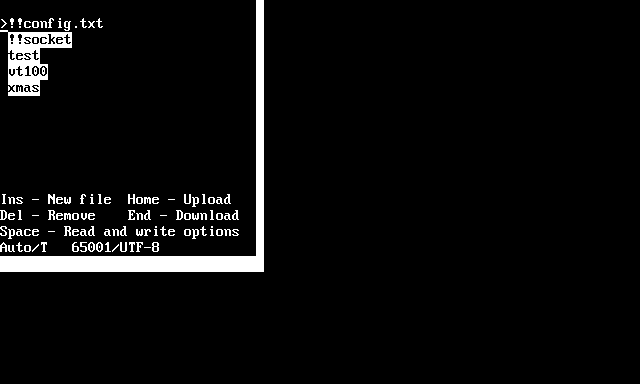 >!!config.txt
!!socket
test
vt100
xmas
Ins - New file  Home - Upload
Del - Remove    End - Download
Space - Read and write options
Auto/T   65001/UTF-8